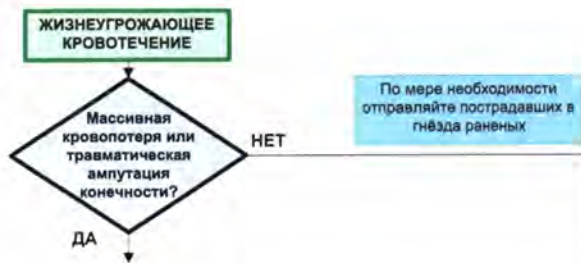 ЖИЗНЕУГРОЖАЮЩЕЕ
КРОВОТЕЧЕНИЕ
Массивная
кровопотеря или
травматическая
ампутация
конечности?
НЕТ
ДА
По мере необходимости
отправляйте пострадавших в
гнёзда раненых